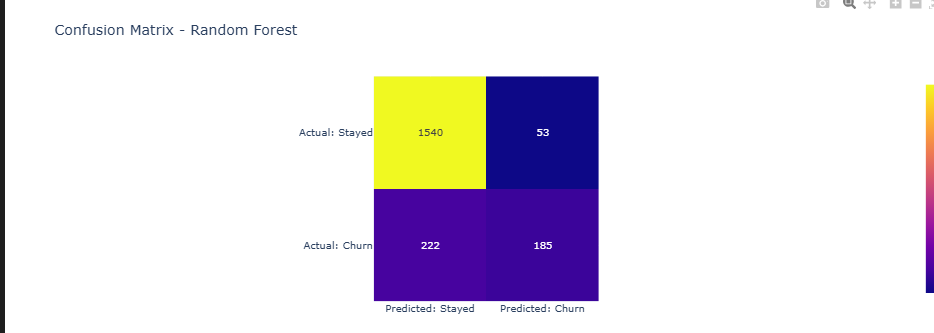 Confusion Matrix - Random Forest
Actual: Stayed 1540 53
Actual: Churn 222 185
Predicted: Stayed Predicted: Churn